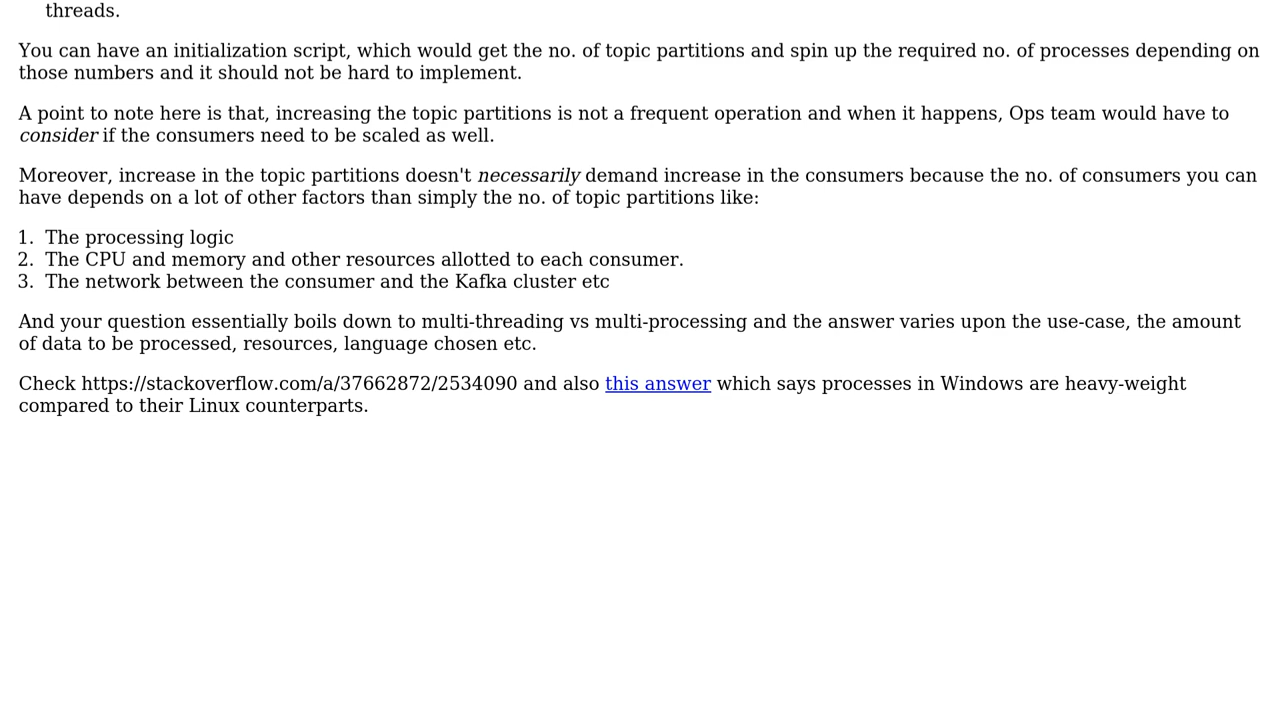 threads.
You can have an initialization script, which would get the no. of topic partitions and spin up the required no. of processes depending on
those numbers and it should not be hard to implement.
A point to note here is that, increasing the topic partitions is not a frequent operation and when it happens, Ops team would have to
consider if the consumers need to be scaled as well.
Moreover, increase in the topic partitions doesn't necessarily demand increase in the consumers because the no. of consumers you can
have depends on a lot of other factors than simply the no. of topic partitions like:
1. The processing logic
2. The CPU and memory and other resources allotted to each consumer.
3. The network between the consumer and the Kafka cluster etc
And your question essentially boils down to multi-threading vs multi-processing and the answer varies upon the use-case, the amount
of data to be processed, resources, language chosen etc.
Check https://stackoverflow.com/a/37662872/2534090 and also this answer which says processes in Windows are heavy-weight
compared to their Linux counterparts.